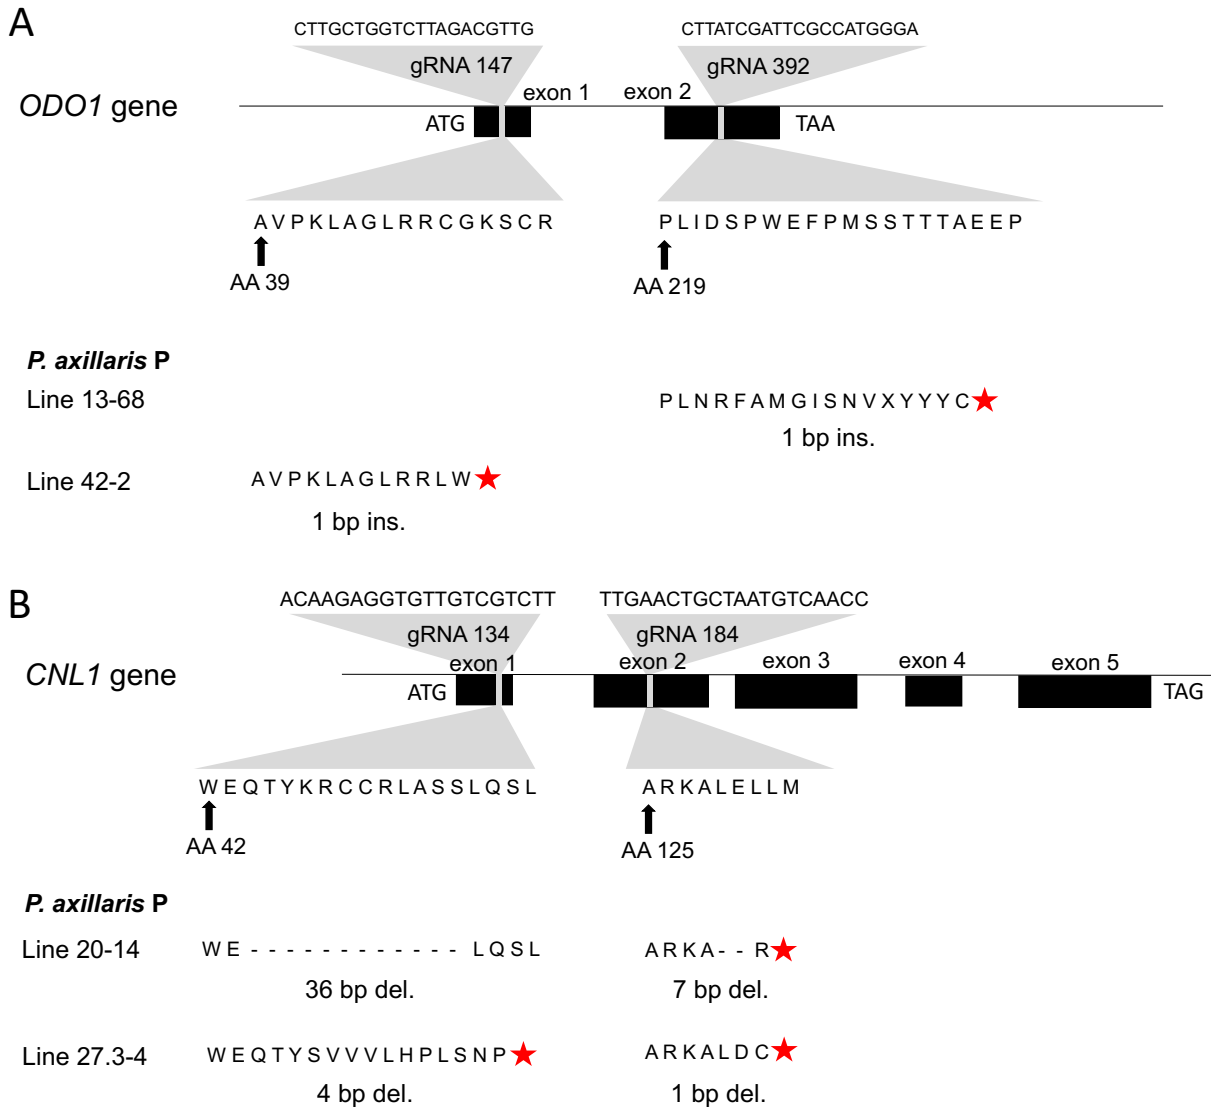 A
CTTGCTGGTCTTAGACGTTG
CTTATCGATTCGCCATGGGA
gRNA 147
gRNA 392
ODO1 gene
exon 1
exon 2
ATG
TAA
A V P K L A G L R R C G K S C R
P L I D S P W E F P M S S T T T A E E P
AA 39
AA 219
P. axillaris P
Line 13-68
P L N R F A M G I S N V X Y Y Y C
1 bp ins.
Line 42-2
A V P K L A G L R R L W
1 bp ins.
B
ACAAGAGGTGTTGTCGTCTT
TTGAACTGCTAATGTCAACC
gRNA 134
gRNA 184
CNL1 gene
exon 1
exon 2
exon 3
exon 4
exon 5
ATG
TAG
W E Q T Y K R C C R L A S S L Q S L
A R K A L E L L M
AA 42
AA 125
P. axillaris P
Line 20-14
W E - - - - - - - - - - - - L Q S L
A R K A - - R
36 bp del.
7 bp del.
Line 27.3-4
W E Q T Y S V V V L H P L S N P
A R K A L D C
4 bp del.
1 bp del.